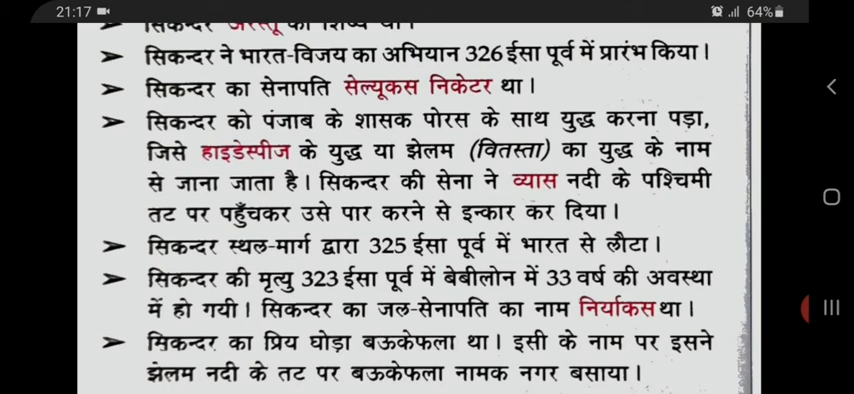 21:17 64%
➤ सिकन्दर अरस्तू का शिष्य था।
➤ सिकन्दर ने भारत-विजय का अभियान 326 ईसा पूर्व में प्रारंभ किया।
➤ सिकन्दर का सेनापति सेल्यूकस निकेटर था।
➤ सिकन्दर को पंजाब के शासक पोरस के साथ युद्ध करना पड़ा,
जिसे हाइडेस्पीज के युद्ध या झेलम (वितस्ता) का युद्ध के नाम
से जाना जाता है। सिकन्दर की सेना ने व्यास नदी के पश्चिमी
तट पर पहुँचकर उसे पार करने से इन्कार कर दिया।
➤ सिकन्दर स्थल-मार्ग द्वारा 325 ईसा पूर्व में भारत से लौटा।
➤ सिकन्दर की मृत्यु 323 ईसा पूर्व में बेबीलोन में 33 वर्ष की अवस्था
में हो गयी। सिकन्दर का जल-सेनापति का नाम निर्याकस था।
➤ सिकन्दर का प्रिय घोड़ा बऊकेफला था। इसी के नाम पर इसने
झेलम नदी के तट पर बऊकेफला नामक नगर बसाया।